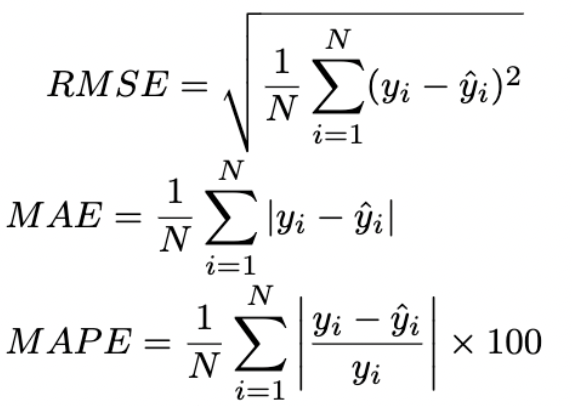 $RMSE = \sqrt{\frac{1}{N} \sum_{i=1}^{N} (y_i - \hat{y}_i)^2}$
$MAE = \frac{1}{N} \sum_{i=1}^{N} |y_i - \hat{y}_i|$
$MAPE = \frac{1}{N} \sum_{i=1}^{N} \left| \frac{y_i - \hat{y}_i}{y_i} \right| \times 100$